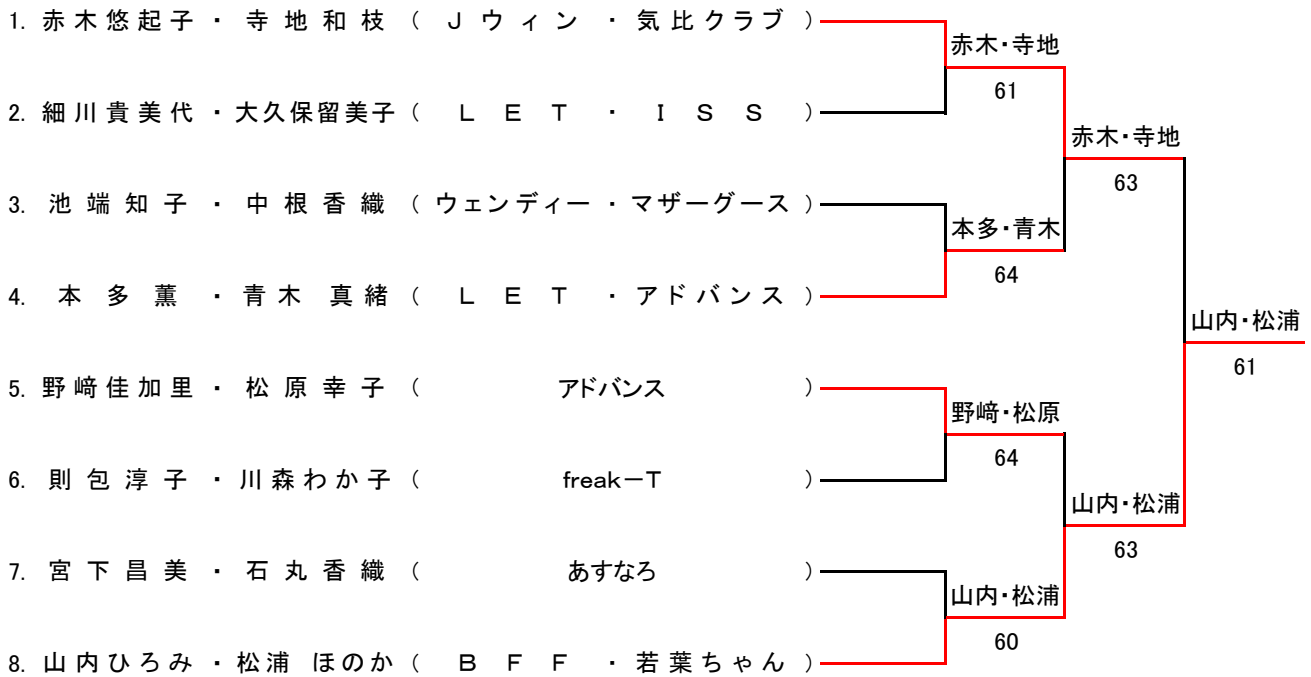 1. 赤木悠起子 ・ 寺地和枝 ( Jウィン ・ 気比クラブ )
赤木・寺地
61
2. 細川貴美代 ・ 大久保留美子 ( LET ・ ISS )
赤木・寺地
63
3. 池端知子 ・ 中根香織 ( ウェンディー ・ マザーグース )
本多・青木
64
4. 本多薫 ・ 青木 真緒 ( LET ・ アドバンス )
山内・松浦
61
5. 野﨑佳加里 ・ 松原幸子 ( アドバンス )
野﨑・松原
64
6. 則包淳子 ・ 川森わか子 ( freak-T )
山内・松浦
63
7. 宮下昌美 ・ 石丸香織 ( あすなろ )
山内・松浦
60
8. 山内ひろみ ・ 松浦 ほのか ( BFF ・ 若葉ちゃん )